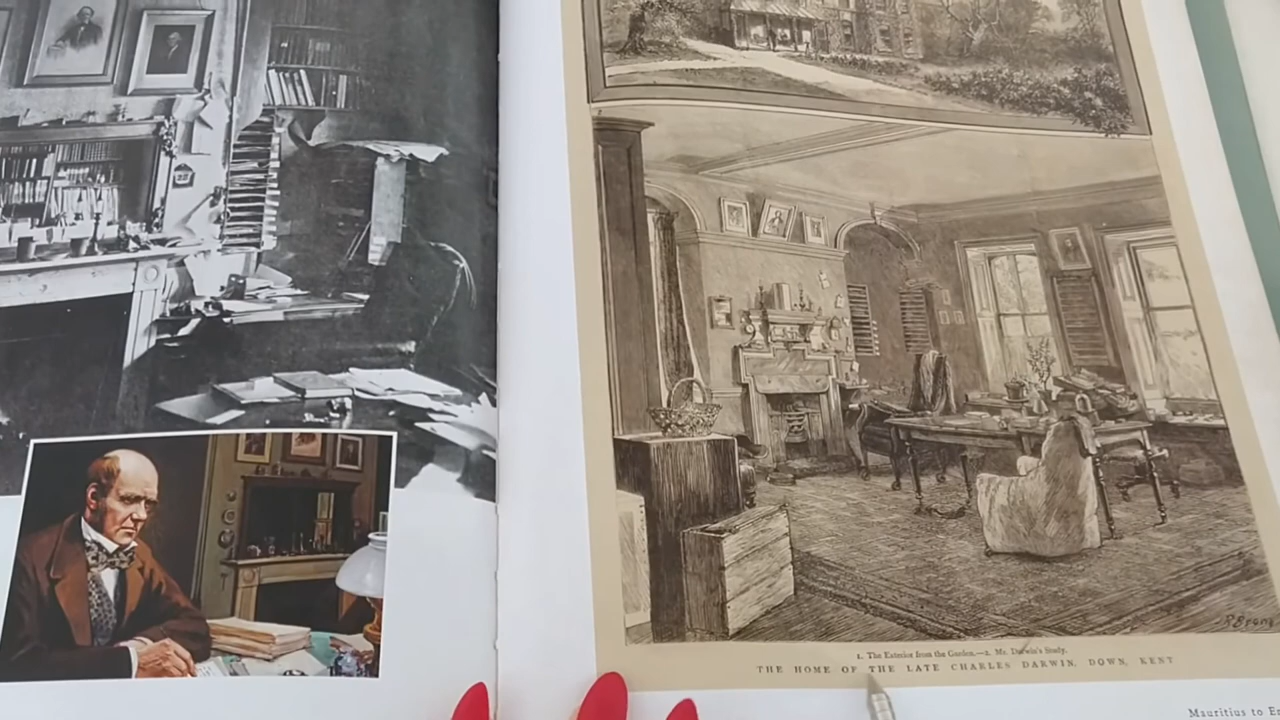 R Brown
1. The Exterior from the Garden.—2. Mr. Darwin's Study.
THE HOME OF THE LATE CHARLES DARWIN, DOWN, KENT
Mauritius to